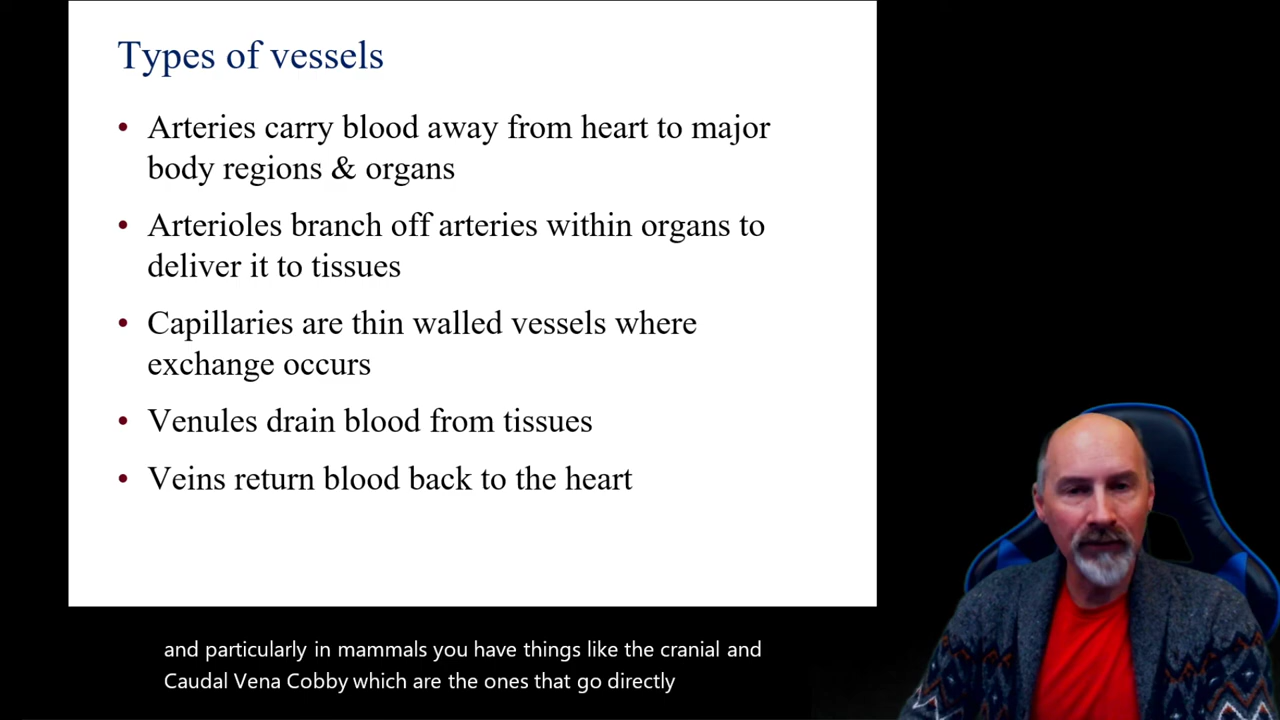 Types of vessels
• Arteries carry blood away from heart to major
body regions & organs
• Arterioles branch off arteries within organs to
deliver it to tissues
• Capillaries are thin walled vessels where
exchange occurs
• Venules drain blood from tissues
• Veins return blood back to the heart
and particularly in mammals you have things like the cranial and
Caudal Vena Cobby which are the ones that go directly